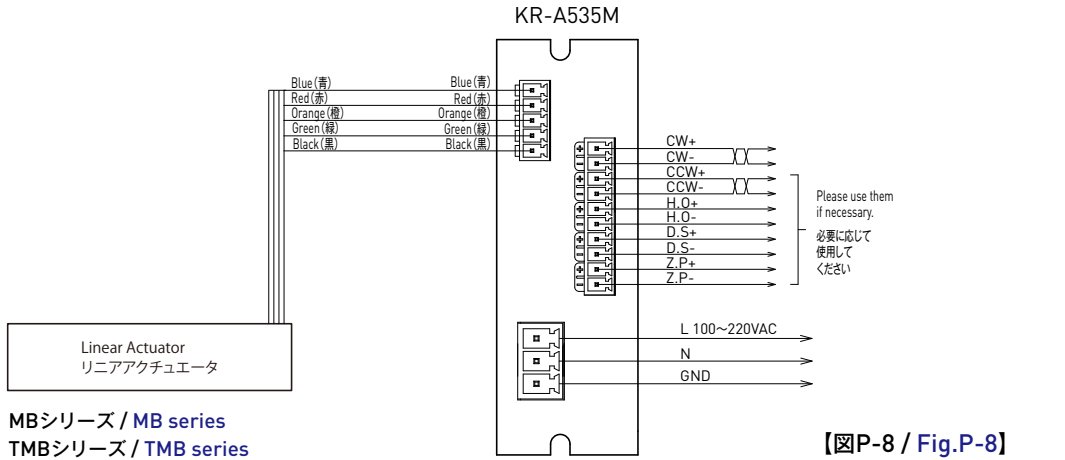 KR-A535M
Blue(青) Blue(青)
Red(赤) Red(赤)
Orange(橙) Orange(橙)
Green(緑) Green(緑)
Black(黒) Black(黒)
+ CW+
− CW-
+ CCW+
− CCW-
+ H.O+
− H.O-
+ D.S+
− D.S-
+ Z.P+
− Z.P-
Please use them
if necessary.
必要に応じて
使用して
ください
L 100～220VAC
N
GND
Linear Actuator
リニアアクチュエータ
MBシリーズ / MB series
TMBシリーズ / TMB series
【図P-8 / Fig.P-8】